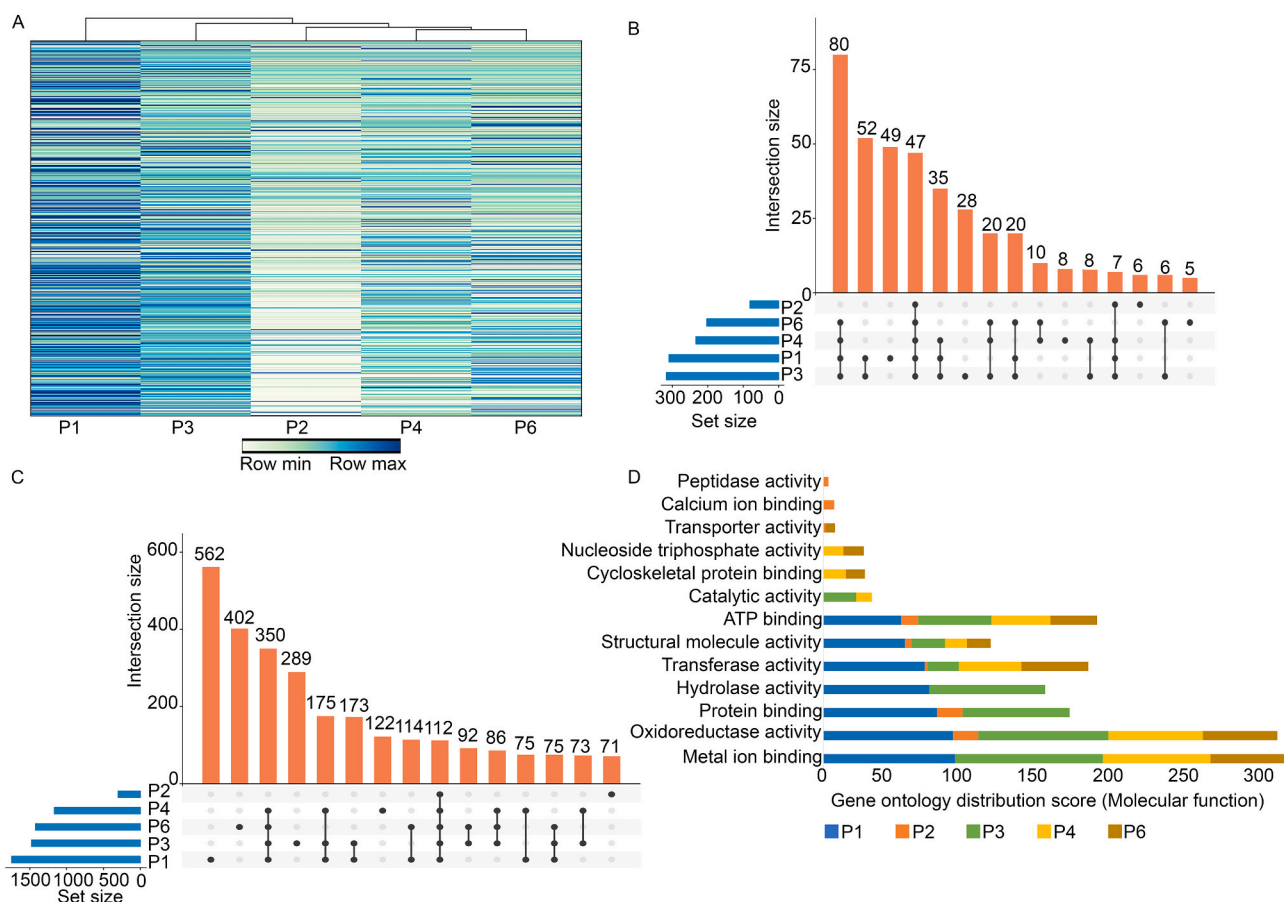 A
P1 P3 P2 P4 P6
Row min Row max
B
Intersection size
75
50
25
0
80 52 49 47 35 28 20 20 10 8 8 7 6 6 5
P2
P6
P4
P1
P3
300 200 100 0
Set size
C
Intersection size
600
400
200
0
562 402 350 289 175 173 122 114 112 92 86 75 75 73 71
P2
P4
P6
P3
P1
1500 1000 500 0
Set size
D
Peptidase activity
Calcium ion binding
Transporter activity
Nucleoside triphosphate activity
Cycloskeletal protein binding
Catalytic activity
ATP binding
Structural molecule activity
Transferase activity
Hydrolase activity
Protein binding
Oxidoreductase activity
Metal ion binding
0 50 100 150 200 250 300
Gene ontology distribution score (Molecular function)
P1 P2 P3 P4 P6